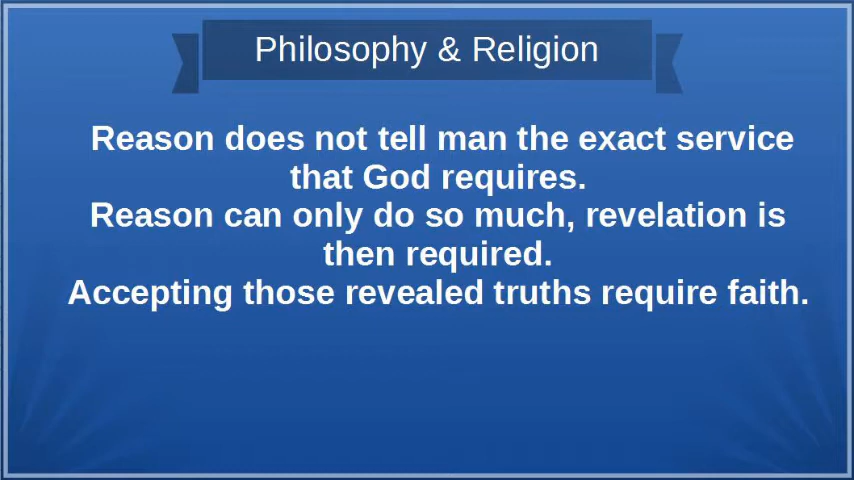 Philosophy & Religion
Reason does not tell man the exact service
that God requires.
Reason can only do so much, revelation is
then required.
Accepting those revealed truths require faith.